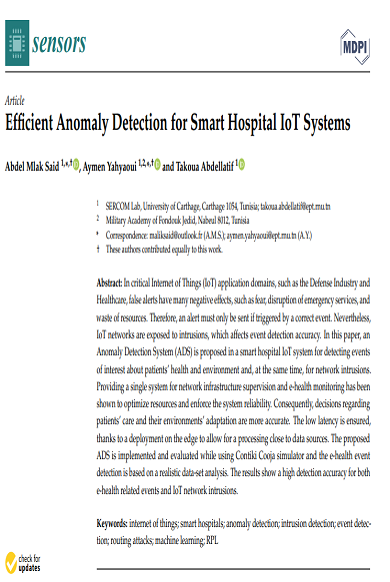 sensors
MDPI
Article
Efficient Anomaly Detection for Smart Hospital IoT Systems
Abdel Mlak Said 1,*,†, Aymen Yahyaoui 1,2,*,† and Takoua Abdellatif 1
1 SERCOM Lab, University of Carthage, Carthage 1054, Tunisia; takoua.abdellatif@ept.mu.tn
2 Military Academy of Fondouk Jedid, Nabeul 8012, Tunisia
* Correspondence: maliksaid@outlook.fr (A.M.S.); aymen.yahyaoui@ept.mu.tn (A.Y.)
† These authors contributed equally to this work.
Abstract: In critical Internet of Things (IoT) application domains, such as the Defense Industry and
Healthcare, false alerts have many negative effects, such as fear, disruption of emergency services, and
waste of resources. Therefore, an alert must only be sent if triggered by a correct event. Nevertheless,
IoT networks are exposed to intrusions, which affects event detection accuracy. In this paper, an
Anomaly Detection System (ADS) is proposed in a smart hospital IoT system for detecting events
of interest about patients' health and environment and, at the same time, for network intrusions.
Providing a single system for network infrastructure supervision and e-health monitoring has been
shown to optimize resources and enforce the system reliability. Consequently, decisions regarding
patients' care and their environments' adaptation are more accurate. The low latency is ensured,
thanks to a deployment on the edge to allow for a processing close to data sources. The proposed
ADS is implemented and evaluated while using Contiki Cooja simulator and the e-health event
detection is based on a realistic data-set analysis. The results show a high detection accuracy for both
e-health related events and IoT network intrusions.
Keywords: internet of things; smart hospitals; anomaly detection; intrusion detection; event detec-
tion; routing attacks; machine learning; RPL
check for
updates